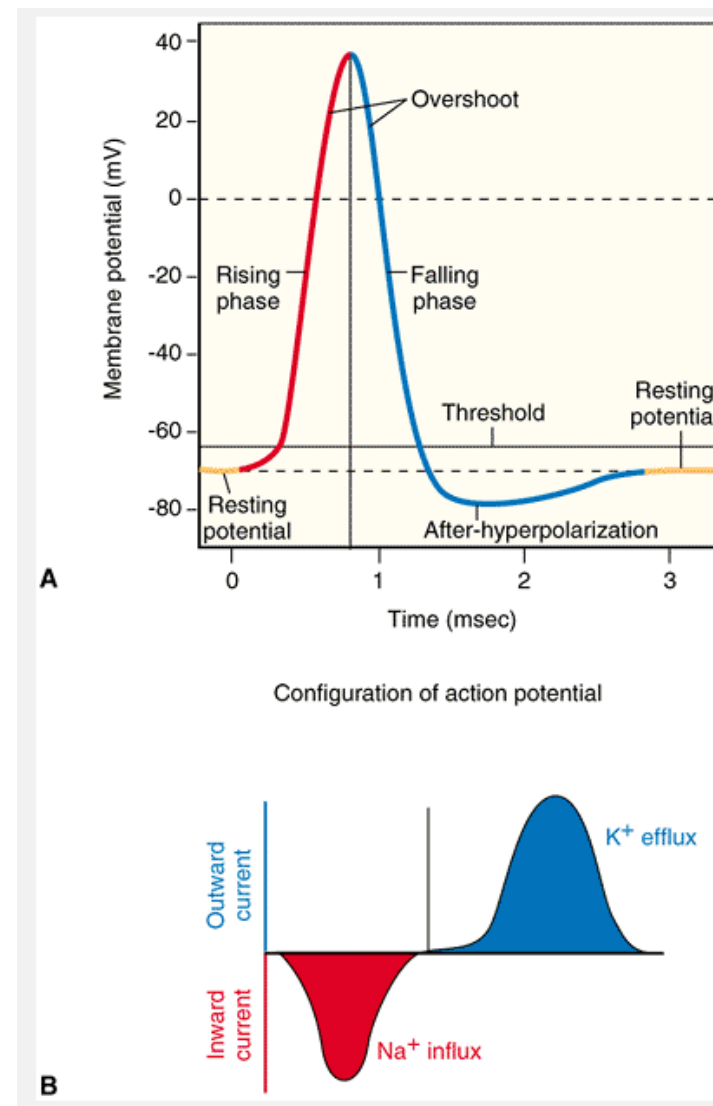 40
20
0
-20
-40
-60
-80
Membrane potential (mV)
Overshoot
Rising
phase
Falling
phase
Threshold
Resting
potentia
Resting
potential
After-hyperpolarization
0
1
2
3
A
Time (msec)
Configuration of action potential
Outward
current
K+ efflux
Inward
current
Na+ influx
B